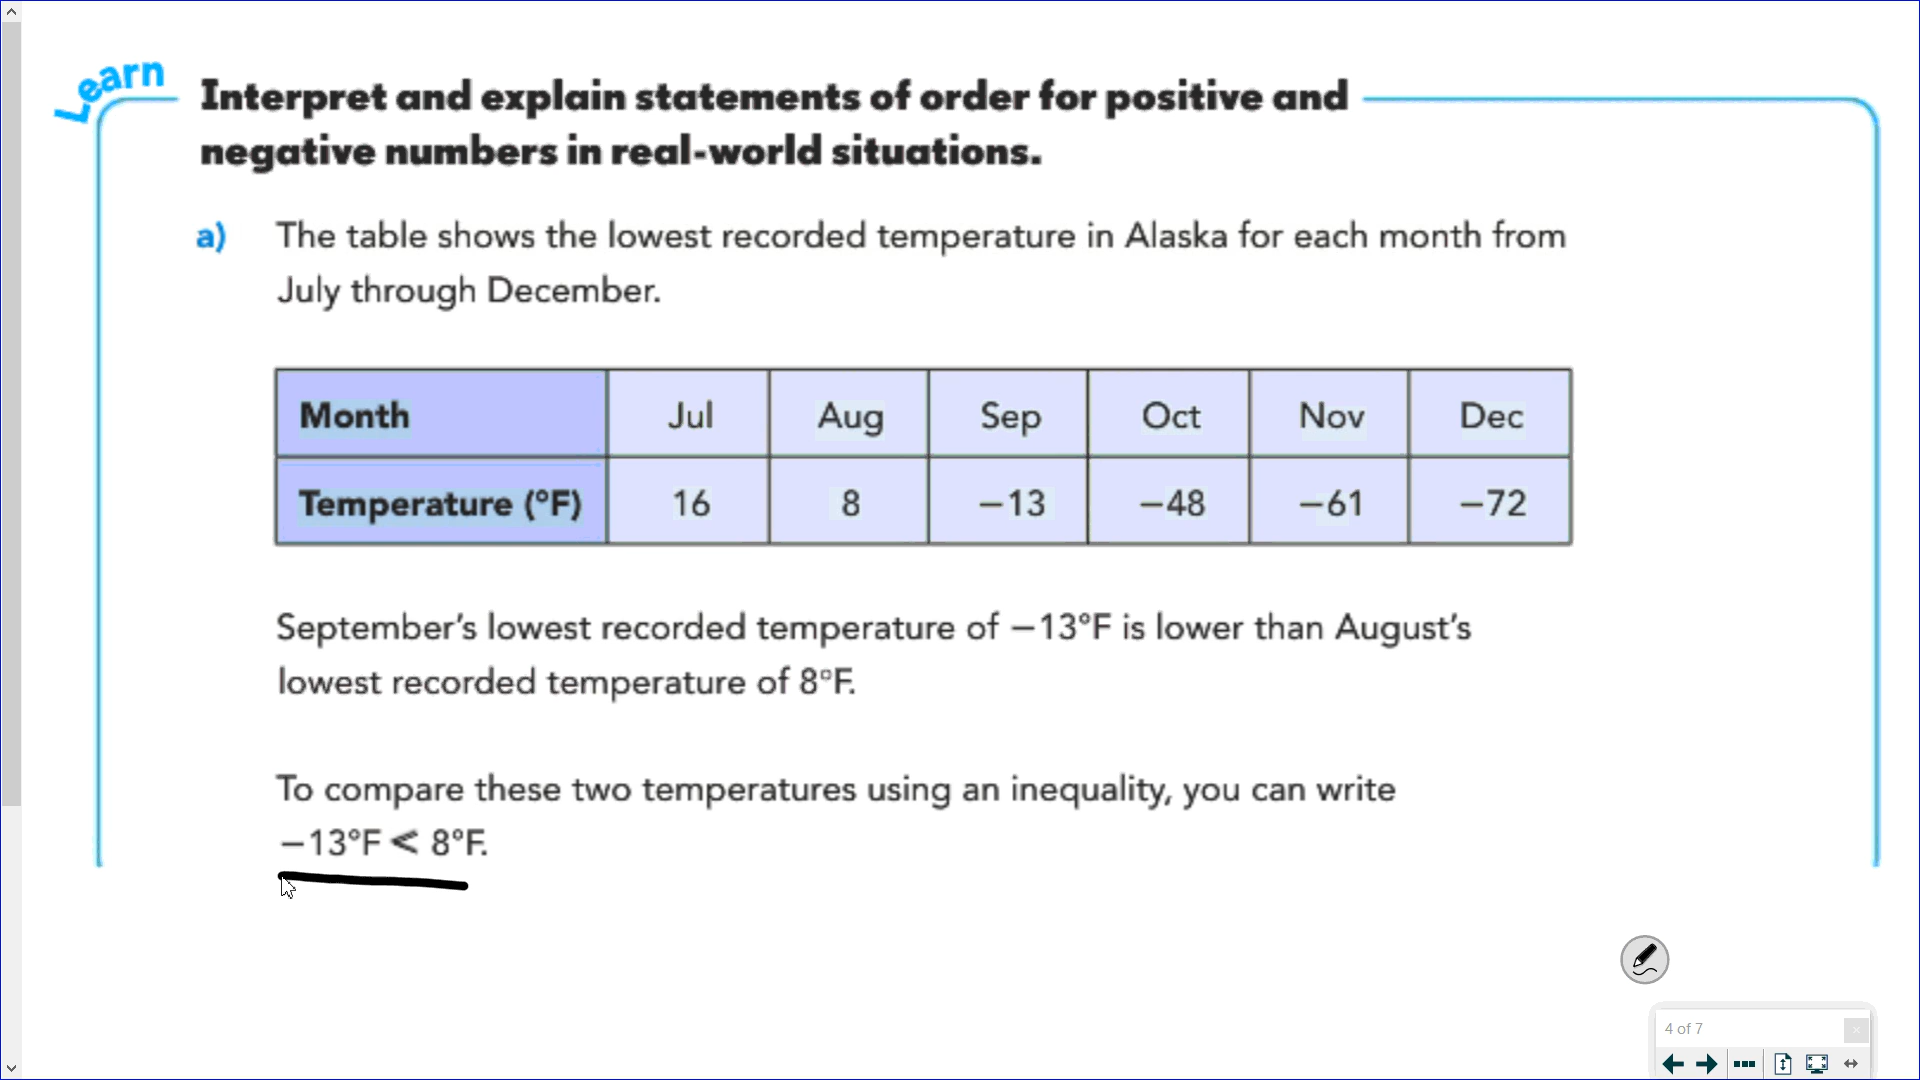 Learn
Interpret and explain statements of order for positive and
negative numbers in real-world situations.
a) The table shows the lowest recorded temperature in Alaska for each month from
July through December.
Month Jul Aug Sep Oct Nov Dec
Temperature (°F) 16 8 −13 −48 −61 −72
September’s lowest recorded temperature of −13°F is lower than August’s
lowest recorded temperature of 8°F.
To compare these two temperatures using an inequality, you can write
−13°F < 8°F.
4 of 7